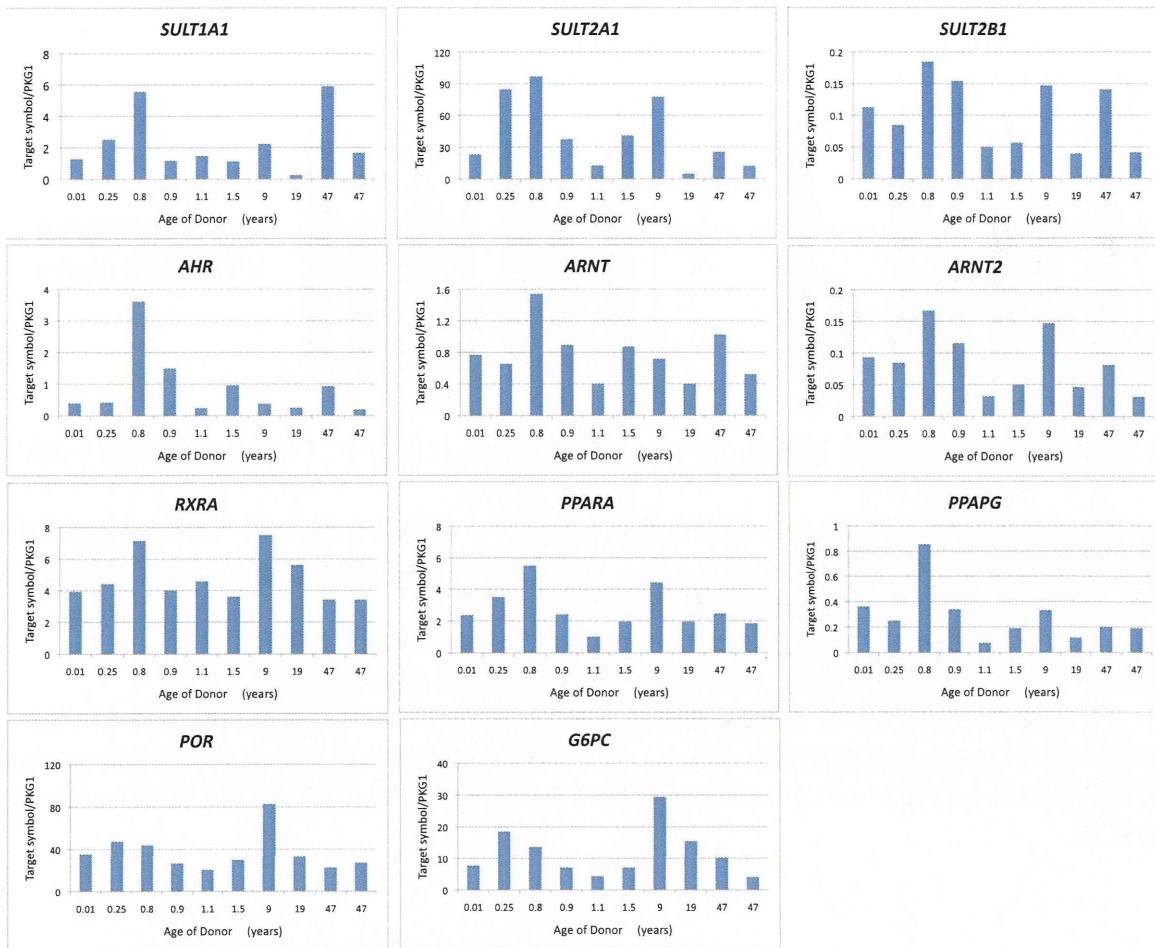 SULT1A1
Target symbol/PKG1
8
6
4
2
0
0.01 0.25 0.8 0.9 1.1 1.5 9 19 47 47
Age of Donor (years)
SULT2A1
Target symbol/PKG1
120
90
60
30
0
0.01 0.25 0.8 0.9 1.1 1.5 9 19 47 47
Age of Donor (years)
SULT2B1
Target symbol/PKG1
0.2
0.15
0.1
0.05
0
0.01 0.25 0.8 0.9 1.1 1.5 9 19 47 47
Age of Donor (years)
AHR
Target symbol/PKG1
4
3
2
1
0
0.01 0.25 0.8 0.9 1.1 1.5 9 19 47 47
Age of Donor (years)
ARNT
Target symbol/PKG1
1.6
1.2
0.8
0.4
0
0.01 0.25 0.8 0.9 1.1 1.5 9 19 47 47
Age of Donor (years)
ARNT2
Target symbol/PKG1
0.2
0.15
0.1
0.05
0
0.01 0.25 0.8 0.9 1.1 1.5 9 19 47 47
Age of Donor (years)
RXRA
Target symbol/PKG1
8
6
4
2
0
0.01 0.25 0.8 0.9 1.1 1.5 9 19 47 47
Age of Donor (years)
PPARA
Target symbol/PKG1
8
6
4
2
0
0.01 0.25 0.8 0.9 1.1 1.5 9 19 47 47
Age of Donor (years)
PPAPG
Target symbol/PKG1
1
0.8
0.6
0.4
0.2
0
0.01 0.25 0.8 0.9 1.1 1.5 9 19 47 47
Age of Donor (years)
POR
Target symbol/PKG1
120
80
40
0
0.01 0.25 0.8 0.9 1.1 1.5 9 19 47 47
Age of Donor (years)
G6PC
Target symbol/PKG1
40
30
20
10
0
0.01 0.25 0.8 0.9 1.1 1.5 9 19 47 47
Age of Donor (years)